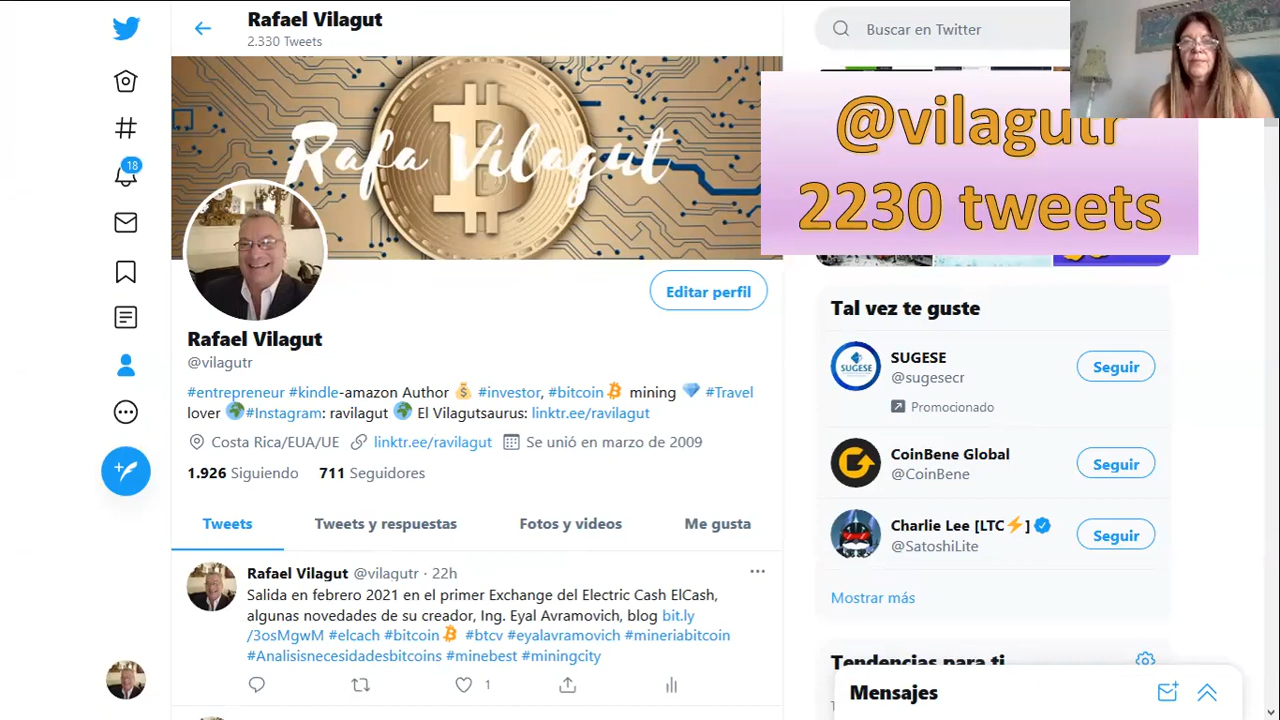 Rafael Vilagut
2.330 Tweets
Buscar en Twitter
Rafa Vilagut
@vilagutr
2230 tweets
18
Editar perfil
Rafael Vilagut
@vilagutr
#entrepreneur #kindle-amazon Author 💰 #investor, #bitcoin mining 💎 #Travel
lover 🌍#Instagram: ravilagut 🌍 El Vilagutsaurus: linktr.ee/ravilagut
Costa Rica/EUA/UE linktr.ee/ravilagut Se unió en marzo de 2009
1.926 Siguiendo 711 Seguidores
Tweets Tweets y respuestas Fotos y videos Me gusta
Rafael Vilagut @vilagutr · 22h
Salida en febrero 2021 en el primer Exchange del Electric Cash ElCash,
algunas novedades de su creador, Ing. Eyal Avramovich, blog bit.ly
/3osMgwM #elcach #bitcoin #btcv #eyalavramovich #mineriabitcoin
#Analisisnecesidadesbitcoins #minebest #miningcity
1
Tal vez te guste
SUGESE
@sugesecr
Seguir
Promocionado
CoinBene Global
@CoinBene
Seguir
Charlie Lee [LTC⚡]
@SatoshiLite
Seguir
Mostrar más
Tendencias para ti
Mensajes